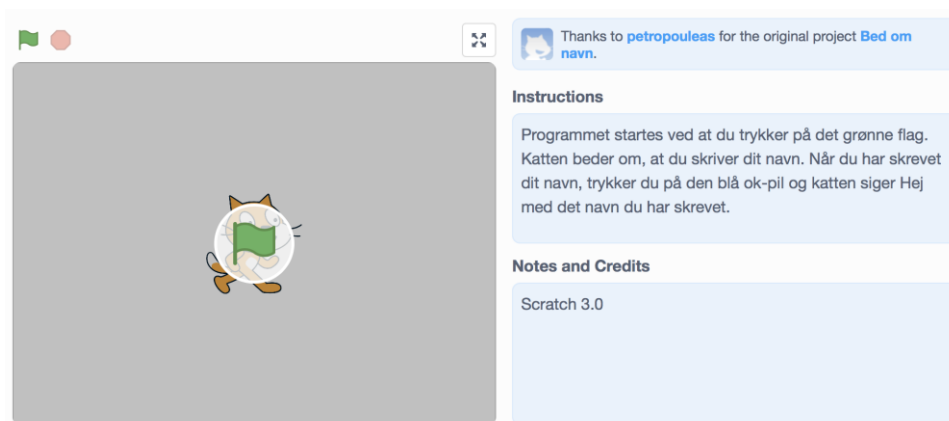 Thanks to petropouleas for the original project Bed om
navn.
Instructions
Programmet startes ved at du trykker på det grønne flag.
Katten beder om, at du skriver dit navn. Når du har skrevet
dit navn, trykker du på den blå ok-pil og katten siger Hej
med det navn du har skrevet.
Notes and Credits
Scratch 3.0